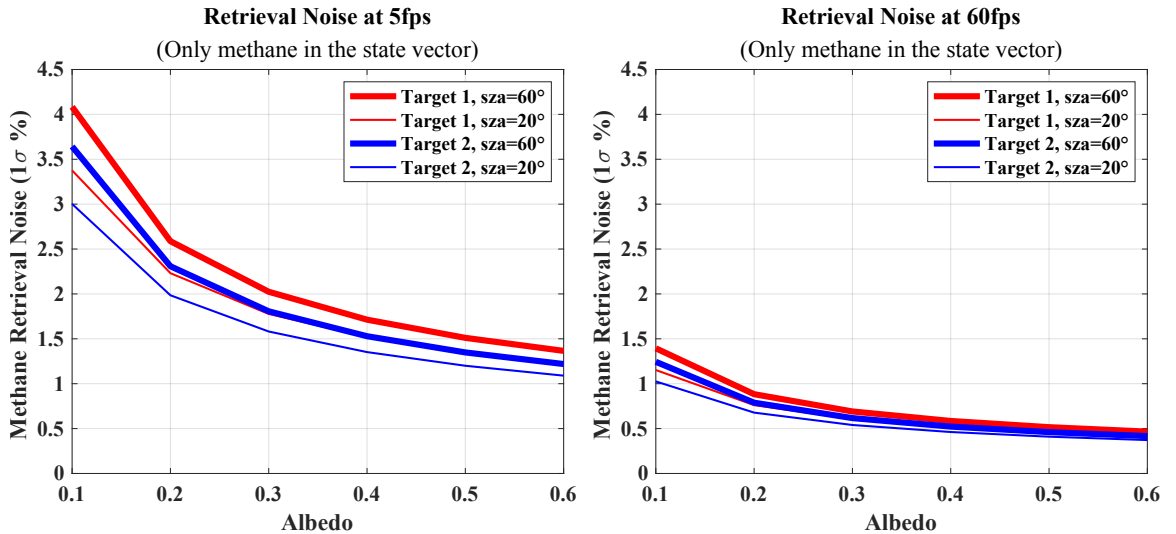 Retrieval Noise at 5fps
(Only methane in the state vector)
Methane Retrieval Noise (1σ %)
4.5
4
3.5
3
2.5
2
1.5
1
0.5
0
Target 1, sza=60°
Target 1, sza=20°
Target 2, sza=60°
Target 2, sza=20°
0.1 0.2 0.3 0.4 0.5 0.6
Albedo
Retrieval Noise at 60fps
(Only methane in the state vector)
Methane Retrieval Noise (1σ %)
4.5
4
3.5
3
2.5
2
1.5
1
0.5
0
Target 1, sza=60°
Target 1, sza=20°
Target 2, sza=60°
Target 2, sza=20°
0.1 0.2 0.3 0.4 0.5 0.6
Albedo